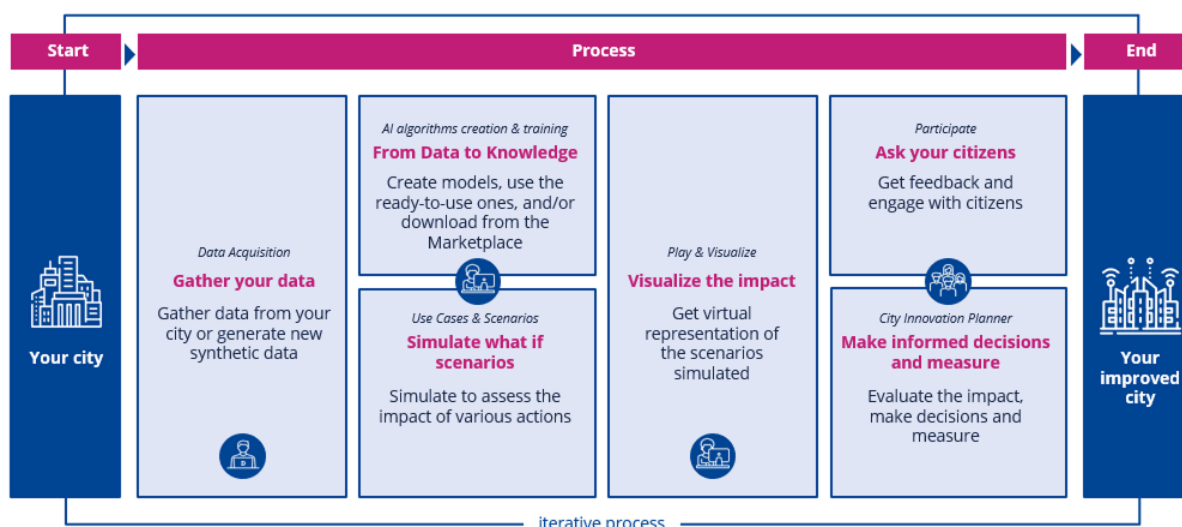 Start
Process
End
Your city
Data Acquisition
Gather your data
Gather data from your
city or generate new
synthetic data
AI algorithms creation & training
From Data to Knowledge
Create models, use the
ready-to-use ones, and/or
download from the
Marketplace
Use Cases & Scenarios
Simulate what if
scenarios
Simulate to assess the
impact of various actions
Play & Visualize
Visualize the impact
Get virtual
representation of
the scenarios
simulated
Participate
Ask your citizens
Get feedback and
engage with citizens
City Innovation Planner
Make informed decisions
and measure
Evaluate the impact,
make decisions and
measure
Your
improved
city
iterative process